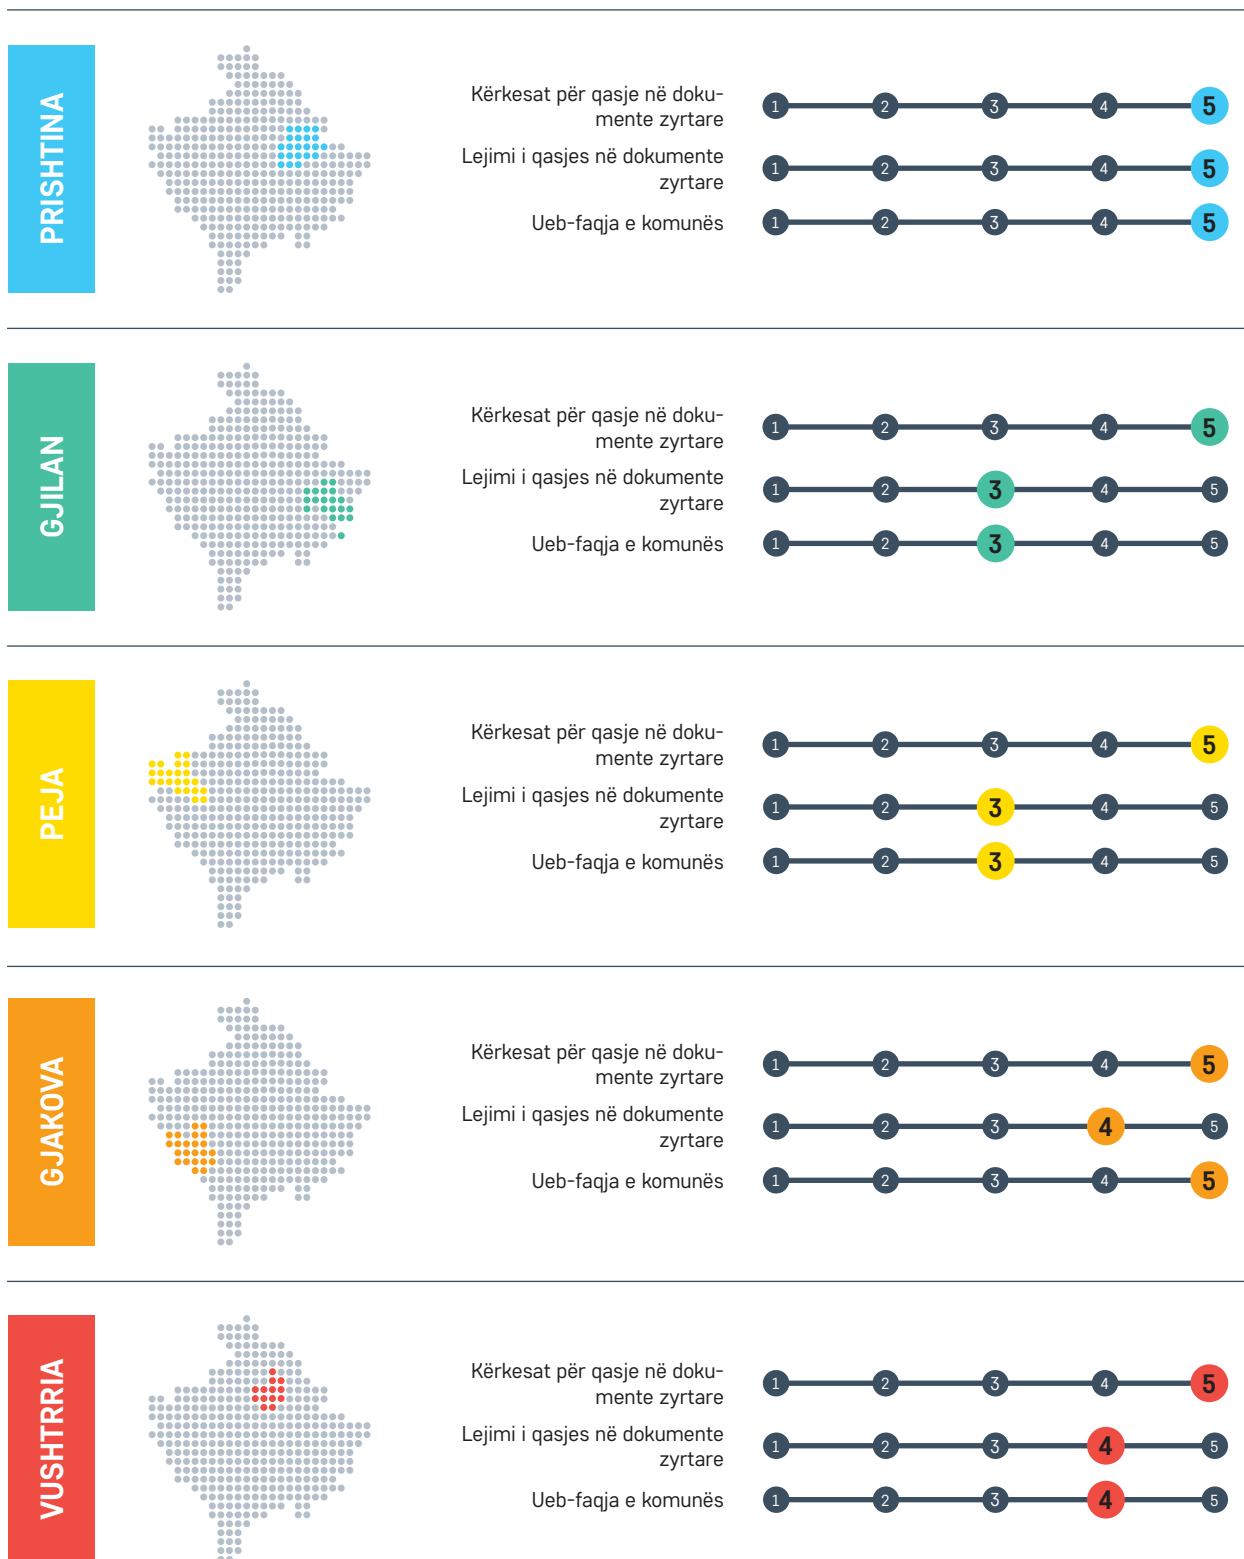 PRISHTINA
Kërkesat për qasje në doku-
mente zyrtare
1 2 3 4 5
Lejimi i qasjes në dokumente
zyrtare
1 2 3 4 5
Ueb-faqja e komunës
1 2 3 4 5
GJILAN
Kërkesat për qasje në doku-
mente zyrtare
1 2 3 4 5
Lejimi i qasjes në dokumente
zyrtare
1 2 3 4 5
Ueb-faqja e komunës
1 2 3 4 5
PEJA
Kërkesat për qasje në doku-
mente zyrtare
1 2 3 4 5
Lejimi i qasjes në dokumente
zyrtare
1 2 3 4 5
Ueb-faqja e komunës
1 2 3 4 5
GJAKOVA
Kërkesat për qasje në doku-
mente zyrtare
1 2 3 4 5
Lejimi i qasjes në dokumente
zyrtare
1 2 3 4 5
Ueb-faqja e komunës
1 2 3 4 5
VUSHTRRIA
Kërkesat për qasje në doku-
mente zyrtare
1 2 3 4 5
Lejimi i qasjes në dokumente
zyrtare
1 2 3 4 5
Ueb-faqja e komunës
1 2 3 4 5